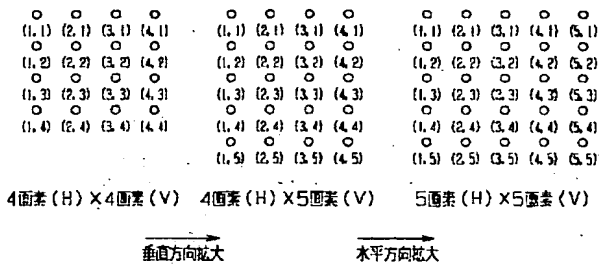 (1,1) (2,1) (3,1) (4,1) (1,1) (2,1) (3,1) (4,1) (1,1) (2,1) (3,1) (4,1) (5,1)
(1,2) (2,2) (3,2) (4,2) (1,2) (2,2) (3,2) (4,2) (1,2) (2,2) (3,2) (4,2) (5,2)
(1,3) (2,3) (3,3) (4,3) (1,3) (2,3) (3,3) (4,3) (1,3) (2,3) (3,3) (4,3) (5,3)
(1,4) (2,4) (3,4) (4,4) (1,4) (2,4) (3,4) (4,4) (1,4) (2,4) (3,4) (4,4) (5,4)
(1,5) (2,5) (3,5) (4,5) (1,5) (2,5) (3,5) (4,5) (5,5)
4画素(H)×4画素(V) 4画素(H)×5画素(V) 5画素(H)×5画素(V)
垂直方向拡大 水平方向拡大